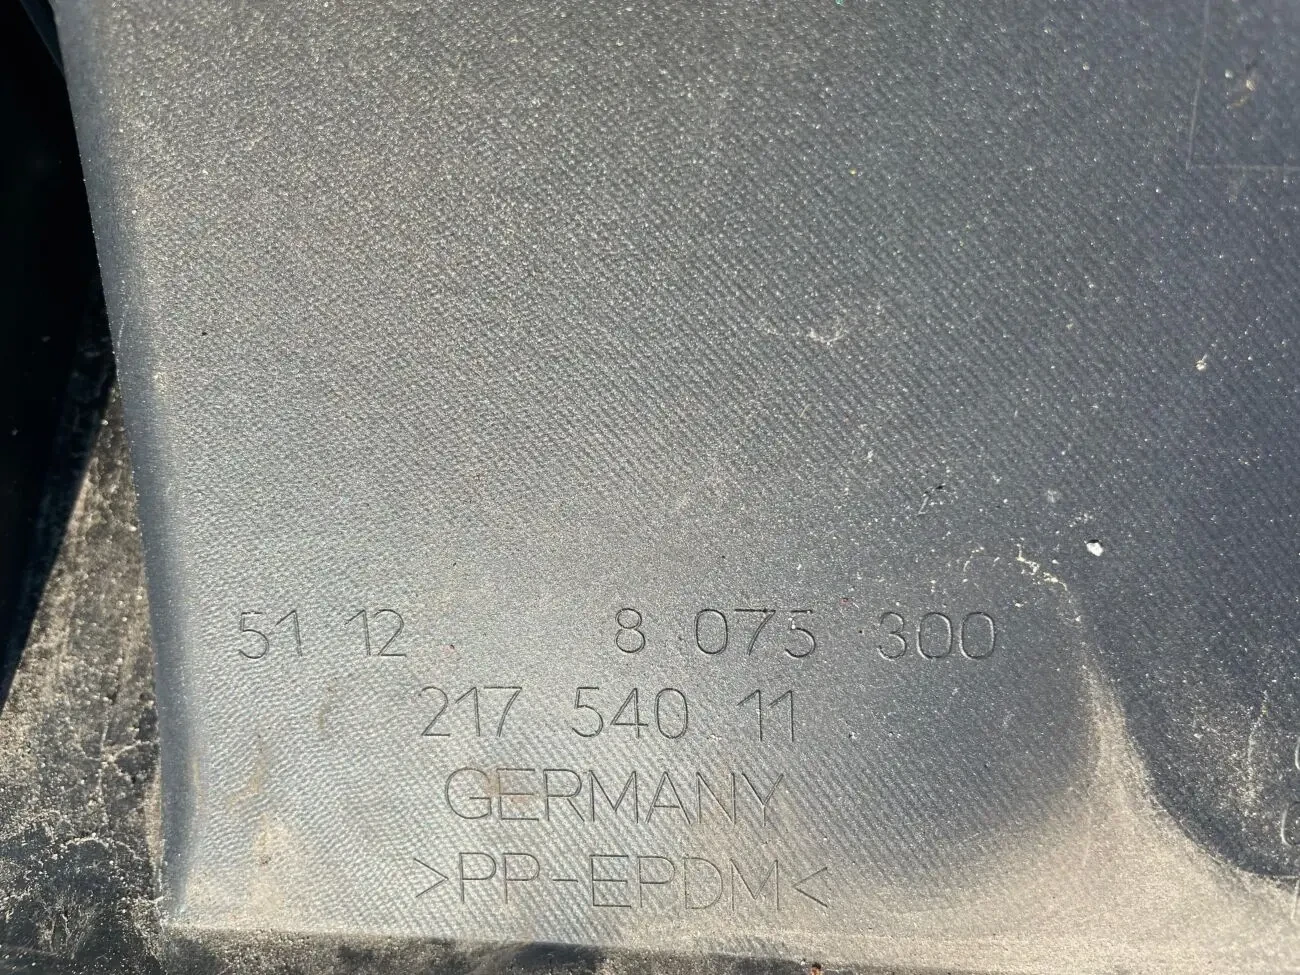 51 12 8 075 300
217 540 11
GERMANY
>PP-EPDM<